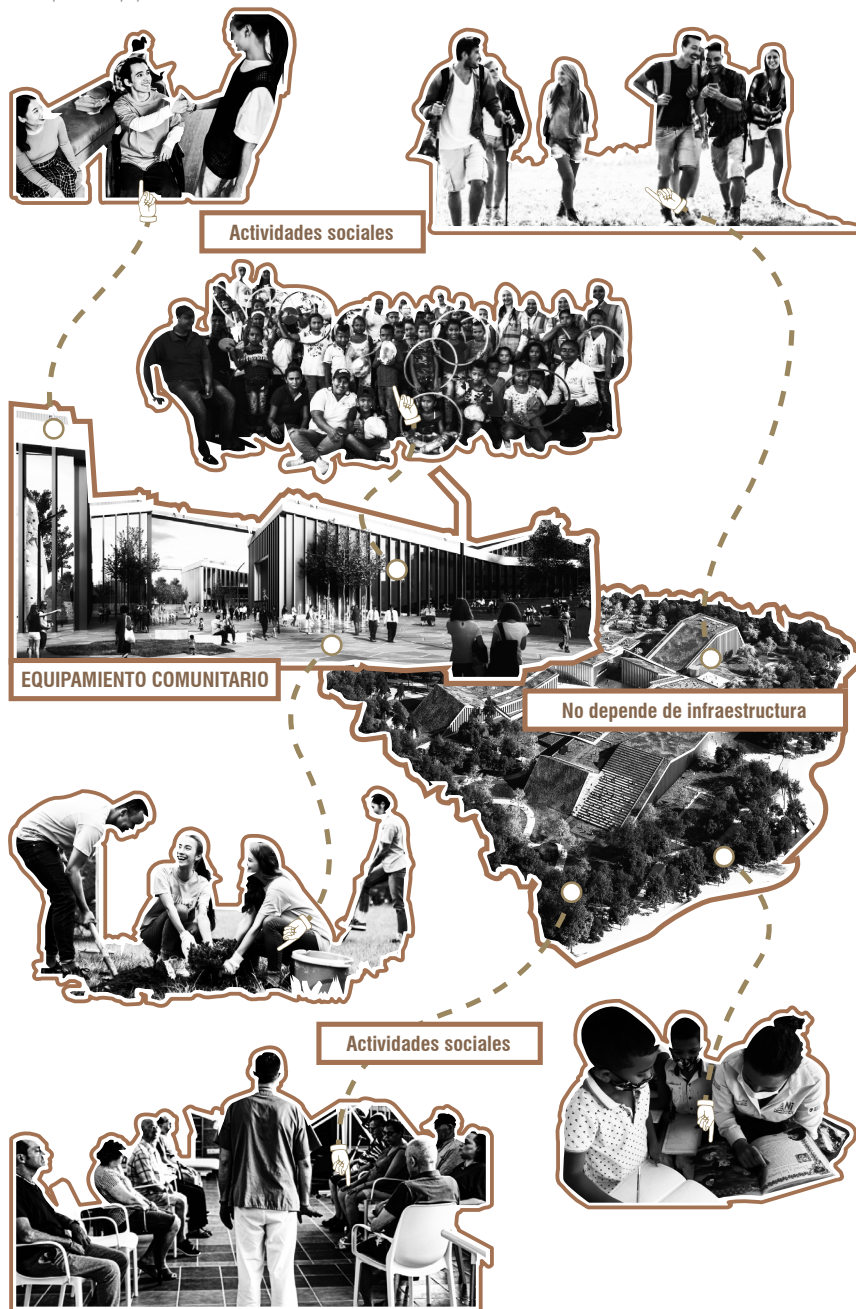 Actividades sociales
EQUIPAMIENTO COMUNITARIO
No depende de infraestructura
Actividades sociales